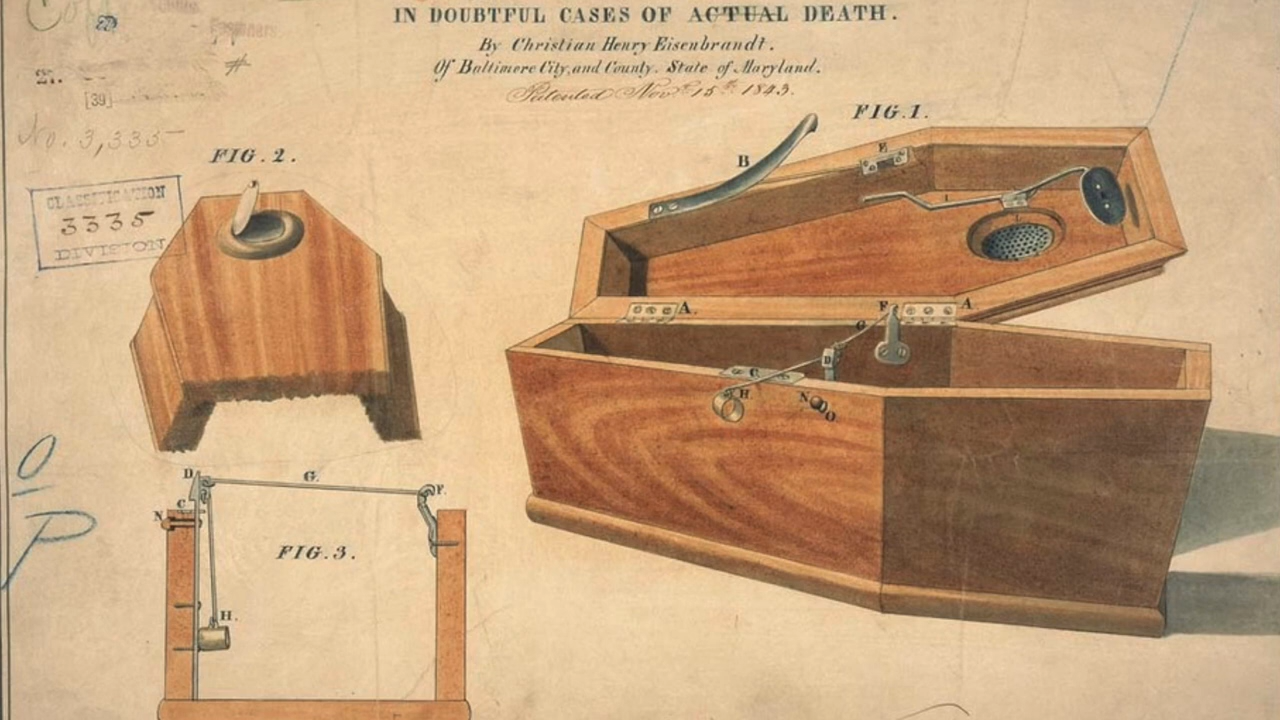 IN DOUBTFUL CASES OF ACTUAL DEATH.
By Christian Henry Eisenbrandt.
Of Baltimore City, and County. State of Maryland.
Patented Nov. 15th 1843.
[39]
No. 3,335
CLASSIFICATION
3335
DIVISION
FIG. 2.
FIG. 1.
B
E
A.
F
A
G
D
C
H
N
O
O
P
D
G.
F.
C
N
FIG. 3.
H.